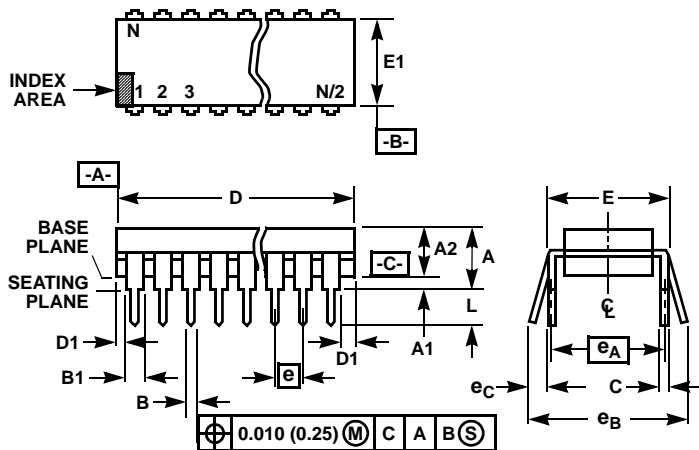 N
E1
INDEX
AREA
1 2 3 N/2
-B-
-A-
D
E
BASE
PLANE
A2
A
-C-
SEATING
PLANE
L
D1
A1
D1
B1
e
eA
B
eC
C
eB
0.010 (0.25) Ⓜ C A B Ⓢ
℄